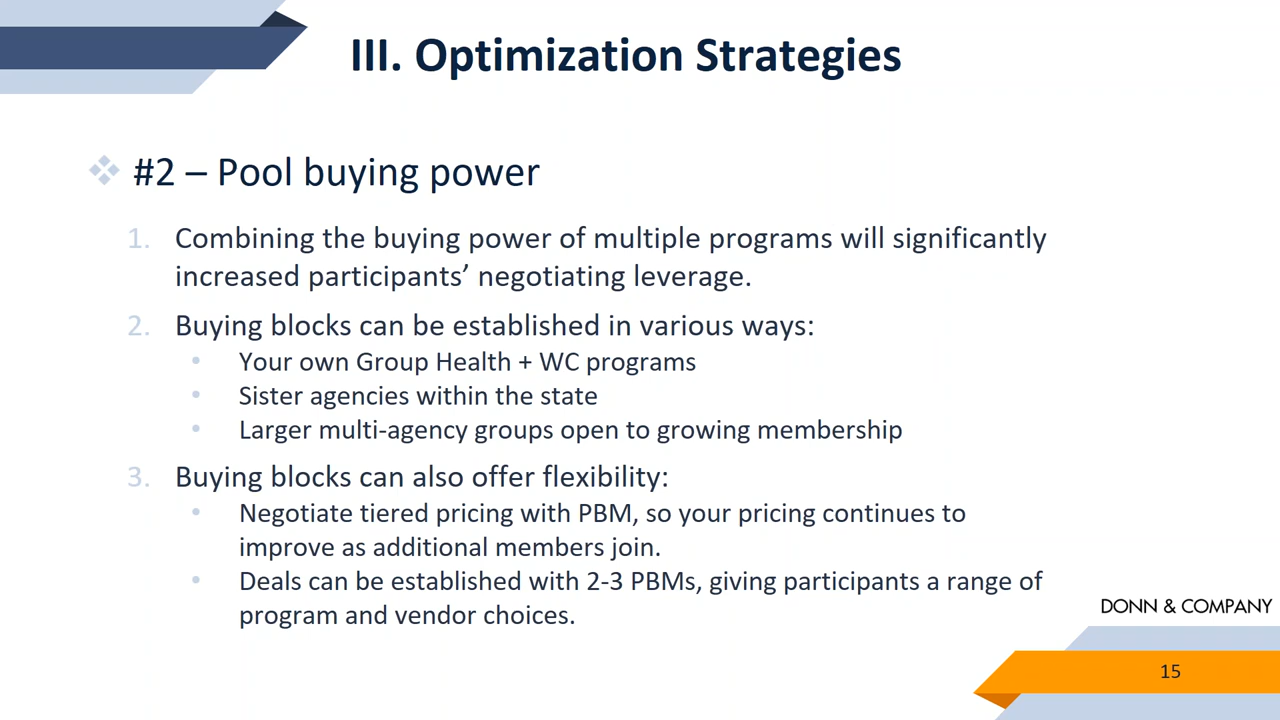 III. Optimization Strategies
#2 – Pool buying power
1. Combining the buying power of multiple programs will significantly
increased participants’ negotiating leverage.
2. Buying blocks can be established in various ways:
• Your own Group Health + WC programs
• Sister agencies within the state
• Larger multi-agency groups open to growing membership
3. Buying blocks can also offer flexibility:
• Negotiate tiered pricing with PBM, so your pricing continues to
improve as additional members join.
• Deals can be established with 2-3 PBMs, giving participants a range of
program and vendor choices.
DONN & COMPANY
15